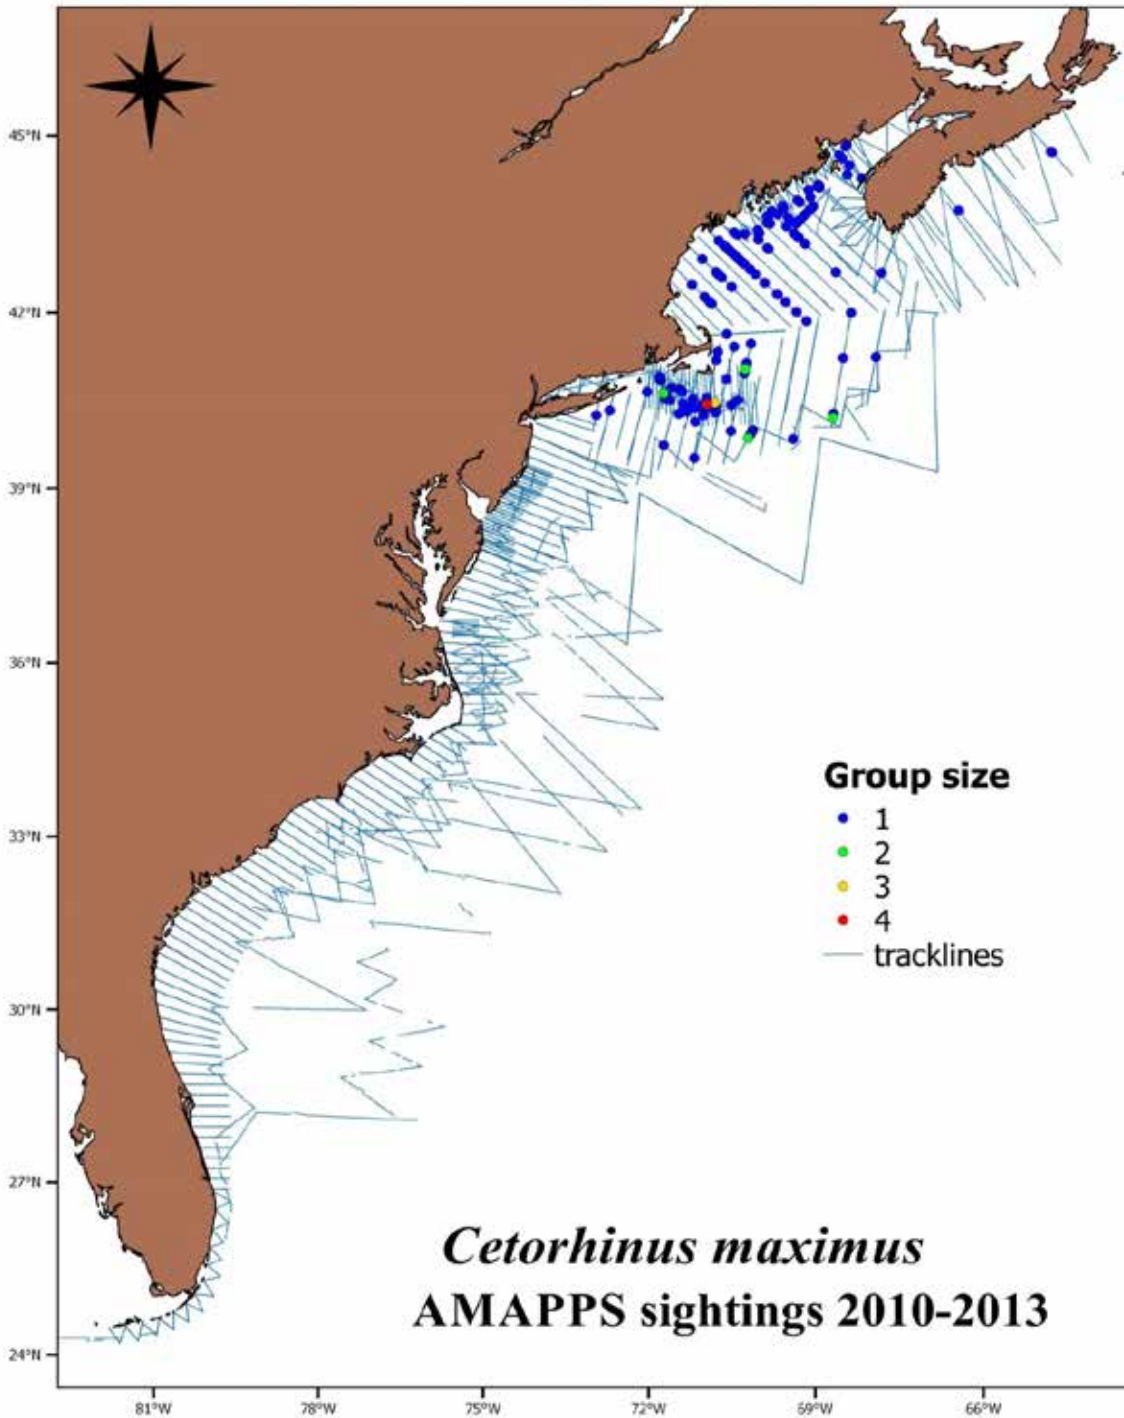 45°N
42°N
39°N
36°N
33°N
30°N
27°N
24°N
Group size
1
2
3
4
tracklines
Cetorhinus maximus
AMAPPS sightings 2010-2013
81°W 78°W 75°W 72°W 69°W 66°W